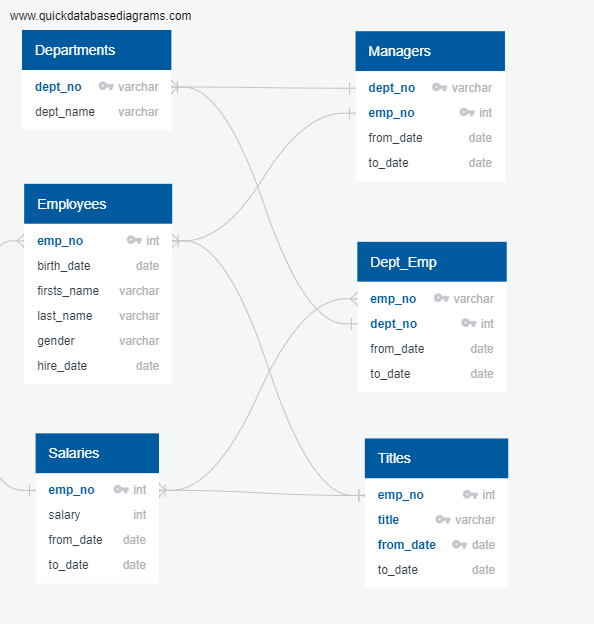 www.quickdatabasediagrams.com
Departments
dept_no varchar
dept_name varchar
Managers
dept_no varchar
emp_no int
from_date date
to_date date
Employees
emp_no int
birth_date date
firsts_name varchar
last_name varchar
gender varchar
hire_date date
Dept_Emp
emp_no varchar
dept_no int
from_date date
to_date date
Salaries
emp_no int
salary int
from_date date
to_date date
Titles
emp_no int
title varchar
from_date date
to_date date